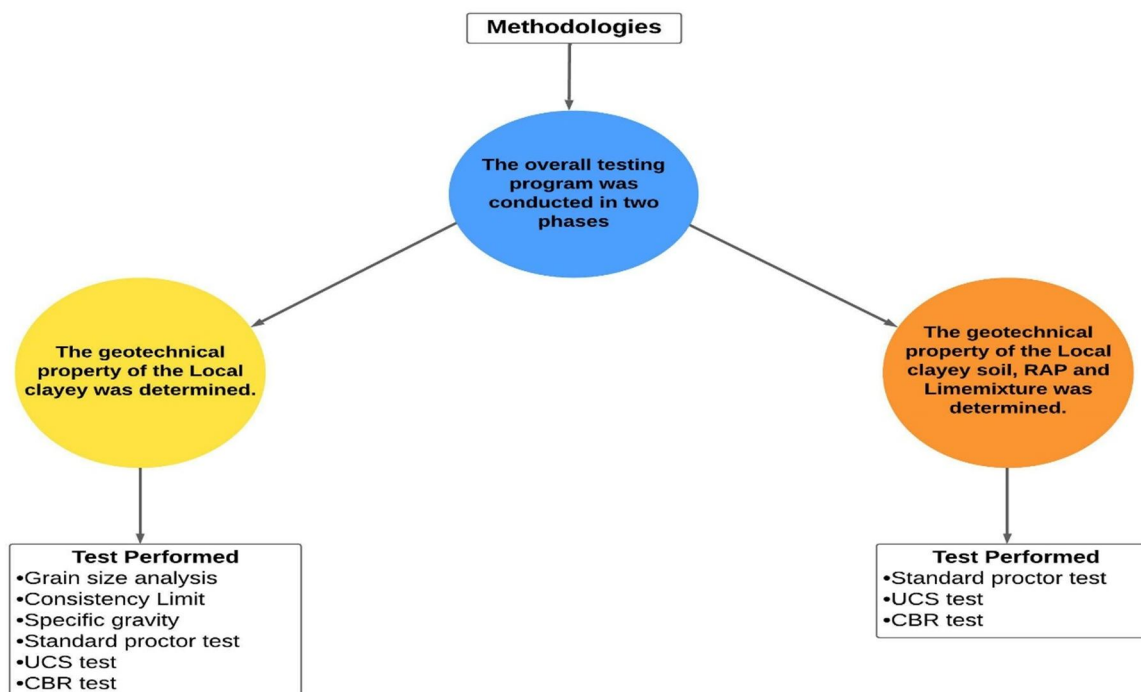 Methodologies
The overall testing
program was
conducted in two
phases
The geotechnical
property of the Local
clayey was determined.
The geotechnical
property of the Local
clayey soil, RAP and
Limemixture was
determined.
Test Performed
•Grain size analysis
•Consistency Limit
•Specific gravity
•Standard proctor test
•UCS test
•CBR test
Test Performed
•Standard proctor test
•UCS test
•CBR test